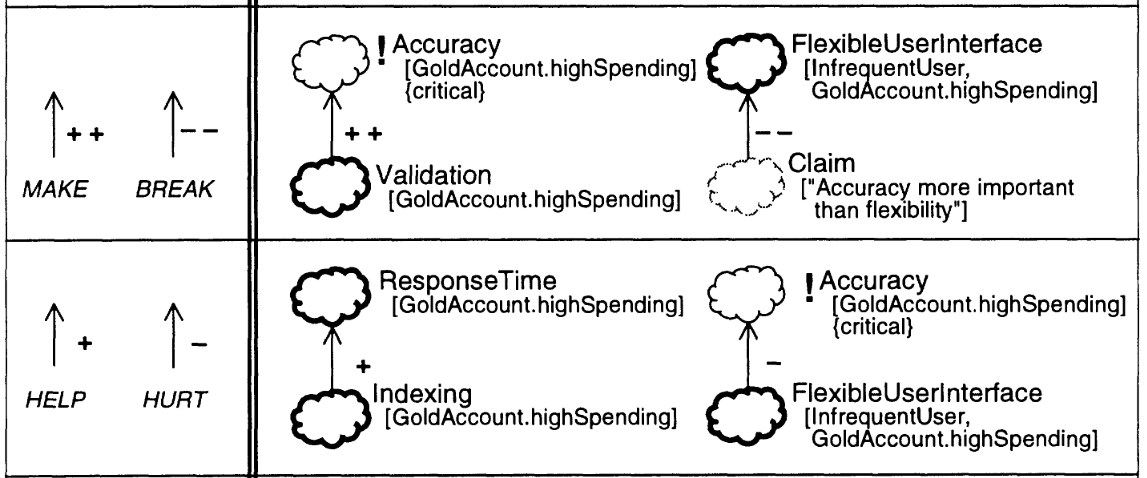 ! Accuracy
[GoldAccount.highSpending]
{critical}
++
Validation
[GoldAccount.highSpending]
FlexibleUserInterface
[InfrequentUser,
GoldAccount.highSpending]
--
Claim
["Accuracy more important
than flexibility"]
++
--
MAKE
BREAK
ResponseTime
[GoldAccount.highSpending]
+
Indexing
[GoldAccount.highSpending]
! Accuracy
[GoldAccount.highSpending]
{critical}
-
FlexibleUserInterface
[InfrequentUser,
GoldAccount.highSpending]
+
-
HELP
HURT